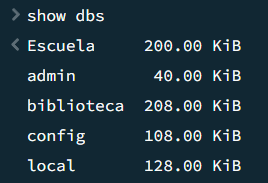 > show dbs
< Escuela 200.00 KiB
admin 40.00 KiB
biblioteca 208.00 KiB
config 108.00 KiB
local 128.00 KiB